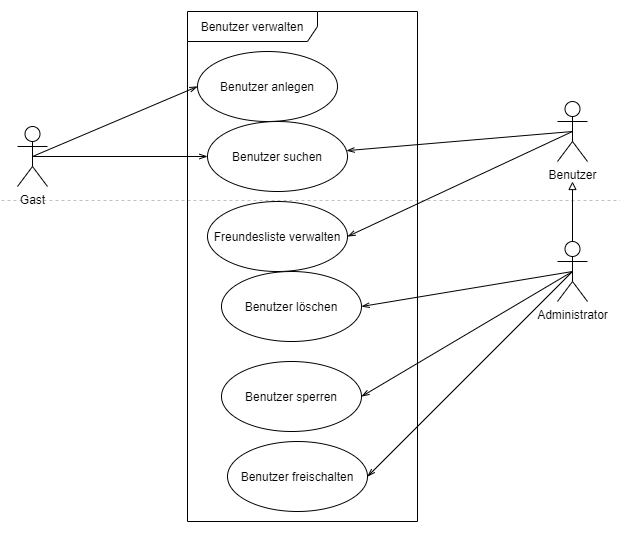 Benutzer verwalten
Benutzer anlegen
Benutzer suchen
Gast
Benutzer
Freundesliste verwalten
Benutzer löschen
Administrator
Benutzer sperren
Benutzer freischalten